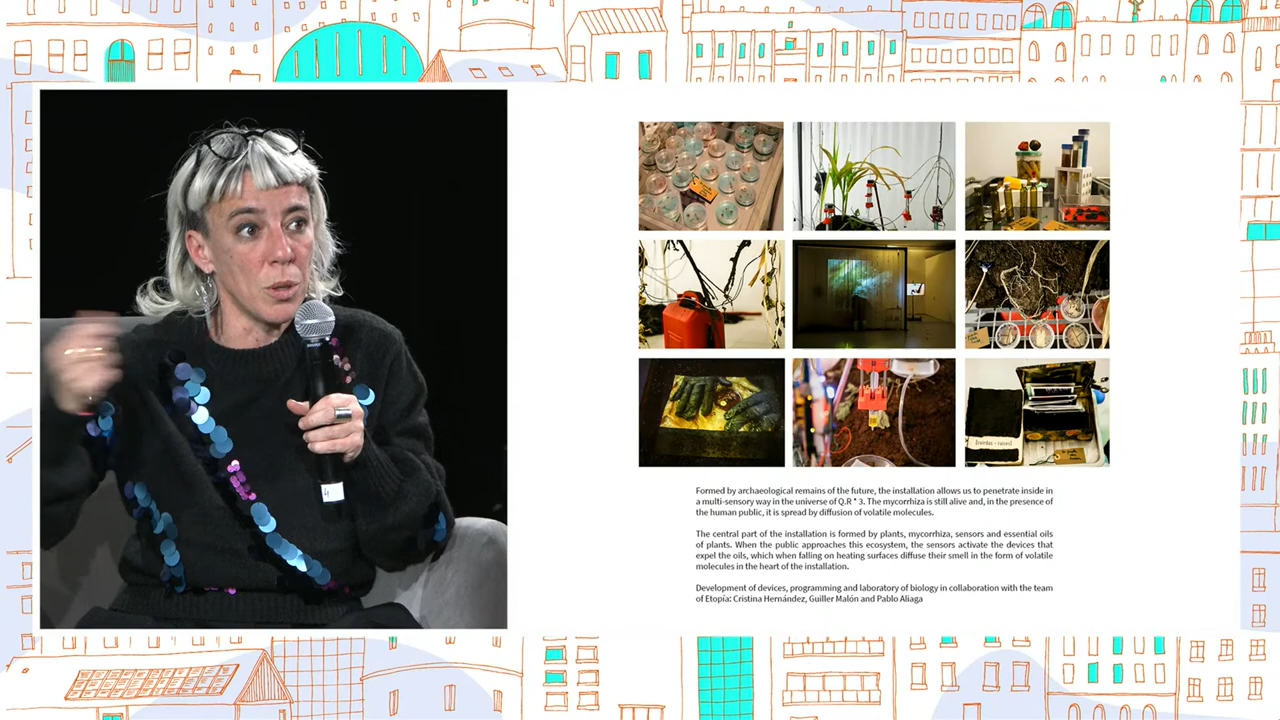 Formed by archaeological remains of the future, the installation allows us to penetrate inside in
a multi-sensory way in the universe of Q.R * 3. The mycorrhiza is still alive and, in the presence of
the human public, it is spread by diffusion of volatile molecules.
The central part of the installation is formed by plants, mycorrhiza, sensors and essential oils
of plants. When the public approaches this ecosystem, the sensors activate the devices that
expel the oils, which when falling on heating surfaces diffuse their smell in the form of volatile
molecules in the heart of the installation.
Development of devices, programming and laboratory of biology in collaboration with the team
of Etopía: Cristina Hernández, Guiller Malón and Pablo Aliaga